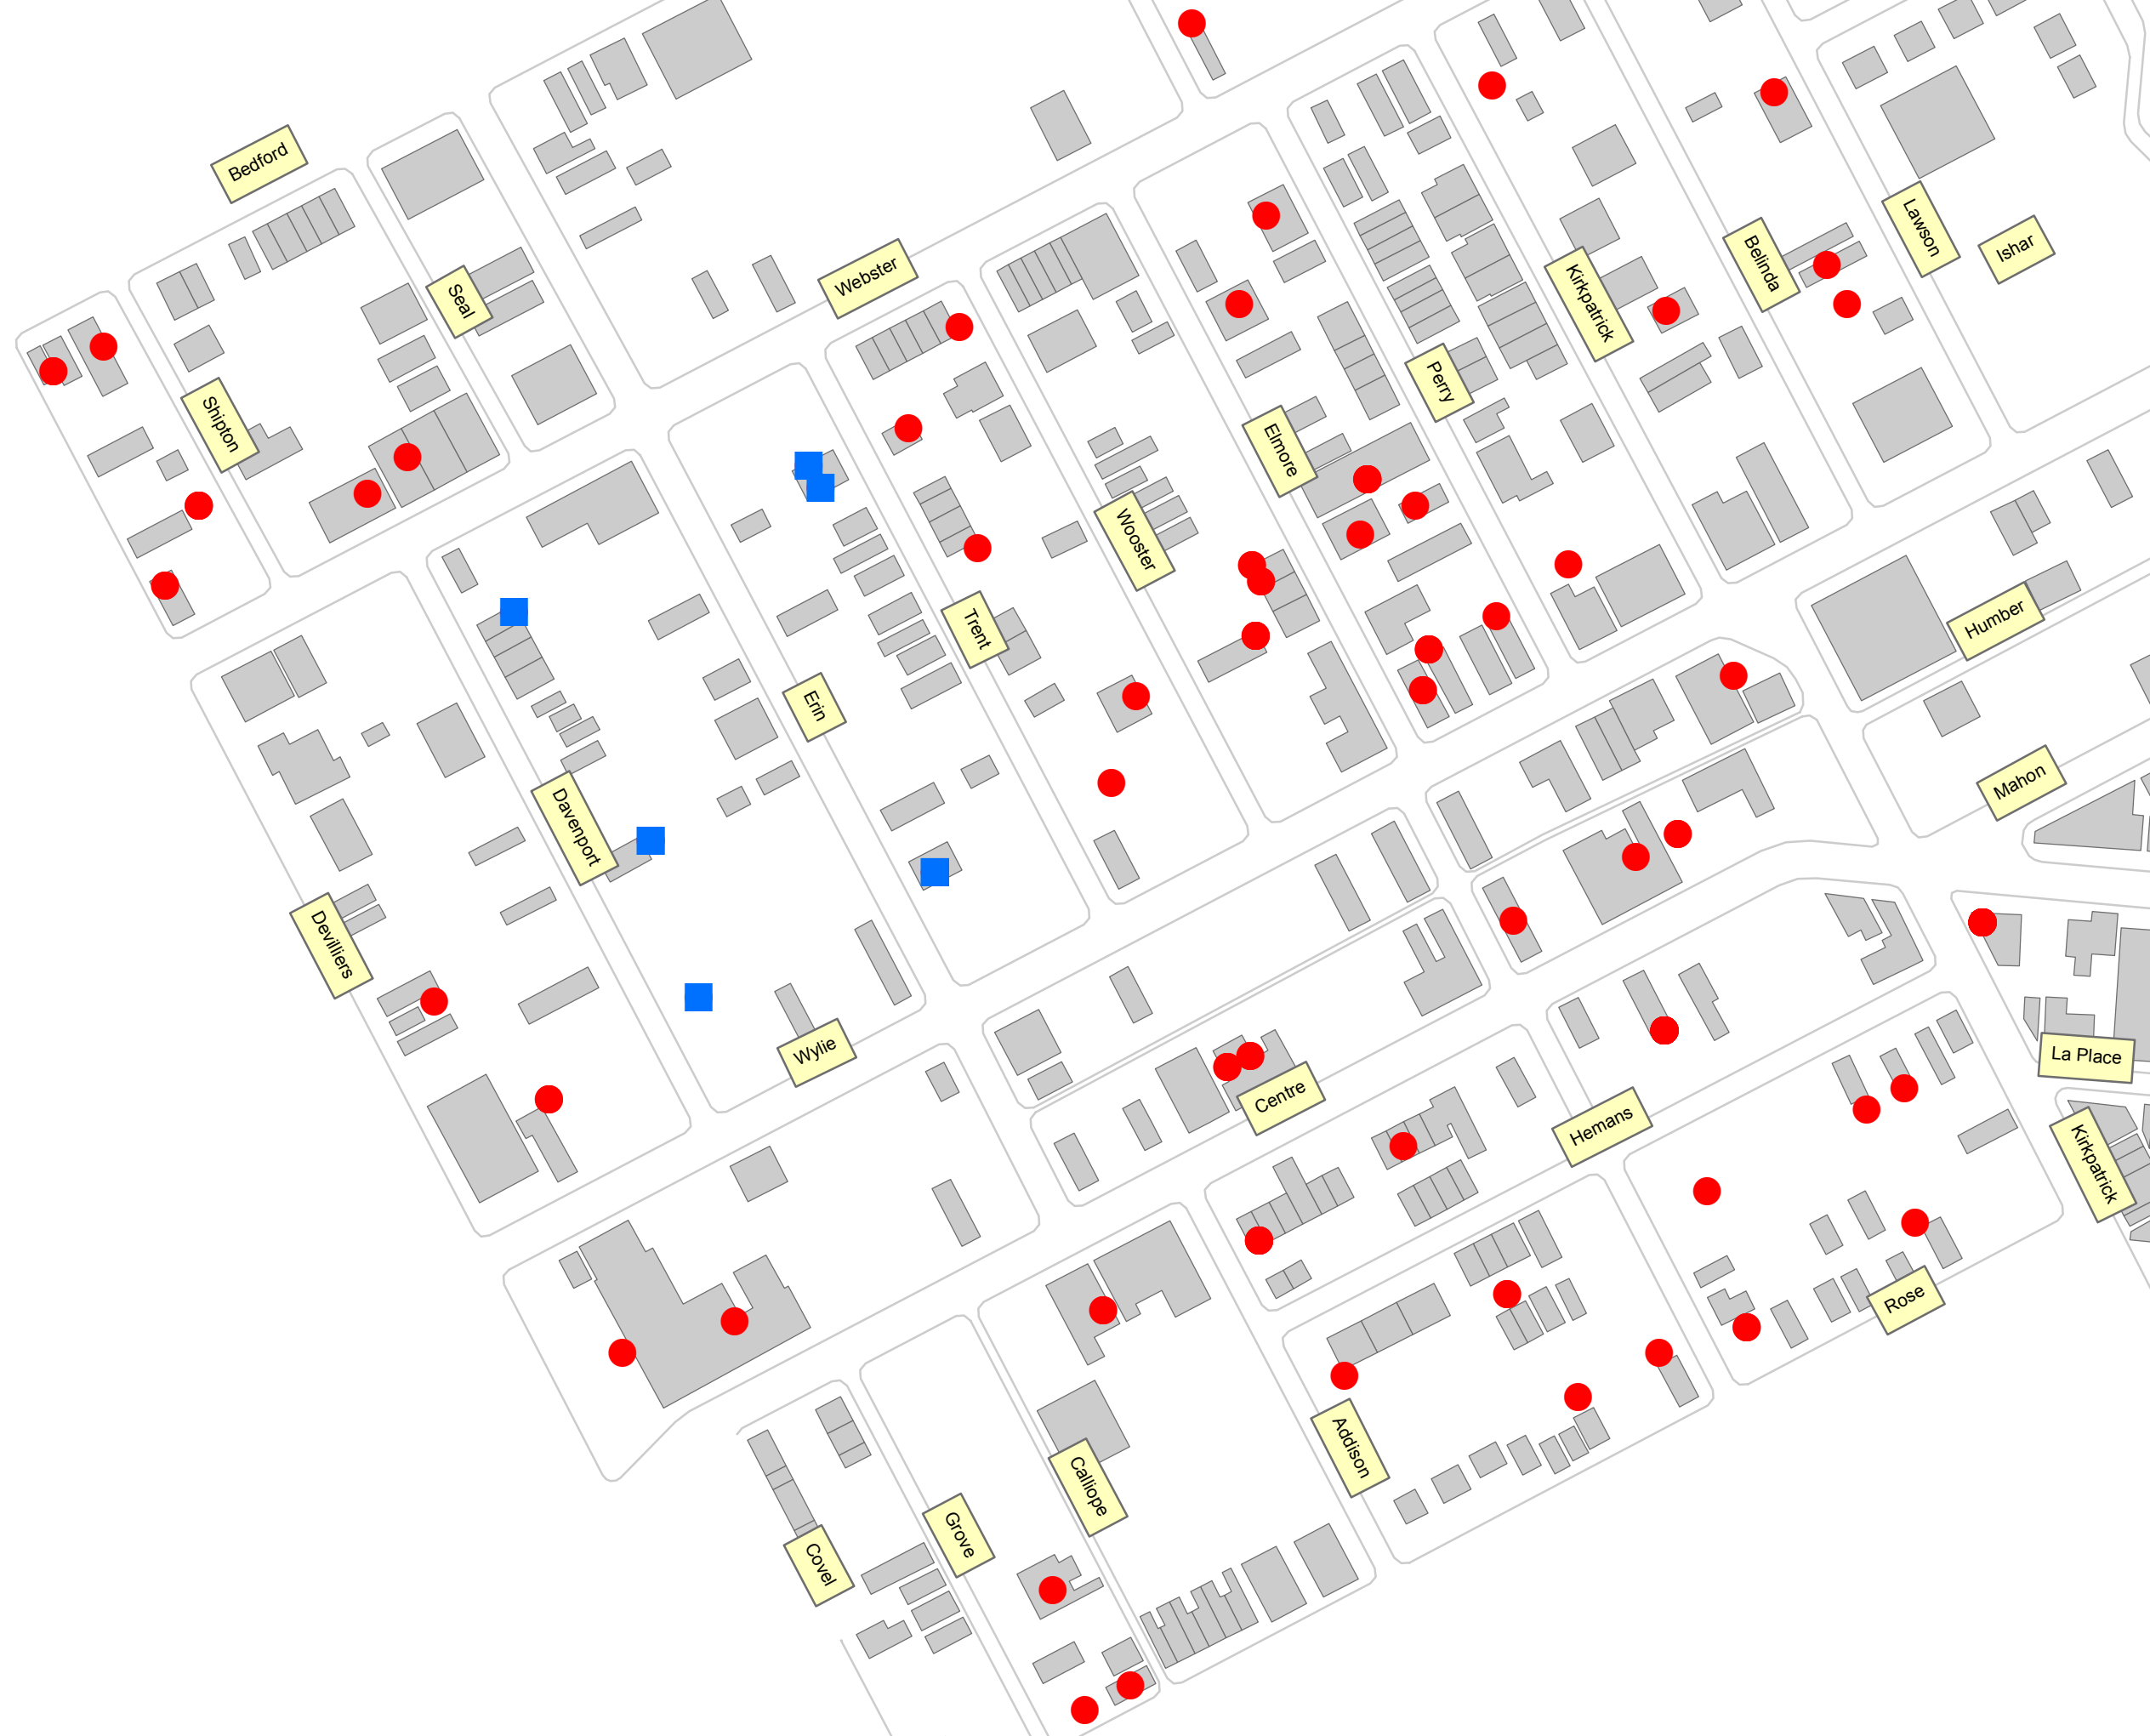 Bedford
Seal
Webster
Shipton
Lawson
Ishar
Belinda
Kirkpatrick
Perry
Elmore
Wooster
Trent
Erin
Humber
Mahon
Davenport
Devilliers
Wylie
Centre
Hemans
La Place
Kirkpatrick
Rose
Addison
Calliope
Grove
Covel